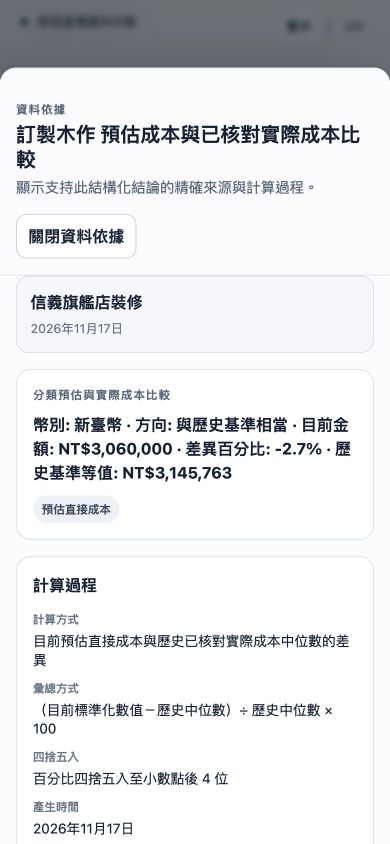 資料依據
訂製木作 預估成本與已核對實際成本比
較
顯示支持此結構化結論的精確來源與計算過程。
關閉資料依據
信義旗艦店裝修
2026年11月17日
分類預估與實際成本比較
幣別: 新臺幣 · 方向: 與歷史基準相當 · 目前金
額: NT$3,060,000 · 差異百分比: -2.7% · 歷
史基準等值: NT$3,145,763
預估直接成本
計算過程
計算方式
目前預估直接成本與歷史已核對實際成本中位數的差
異
彙總方式
（目前標準化數值－歷史中位數）÷ 歷史中位數 ×
100
四捨五入
百分比四捨五入至小數點後 4 位
產生時間
2026年11月17日